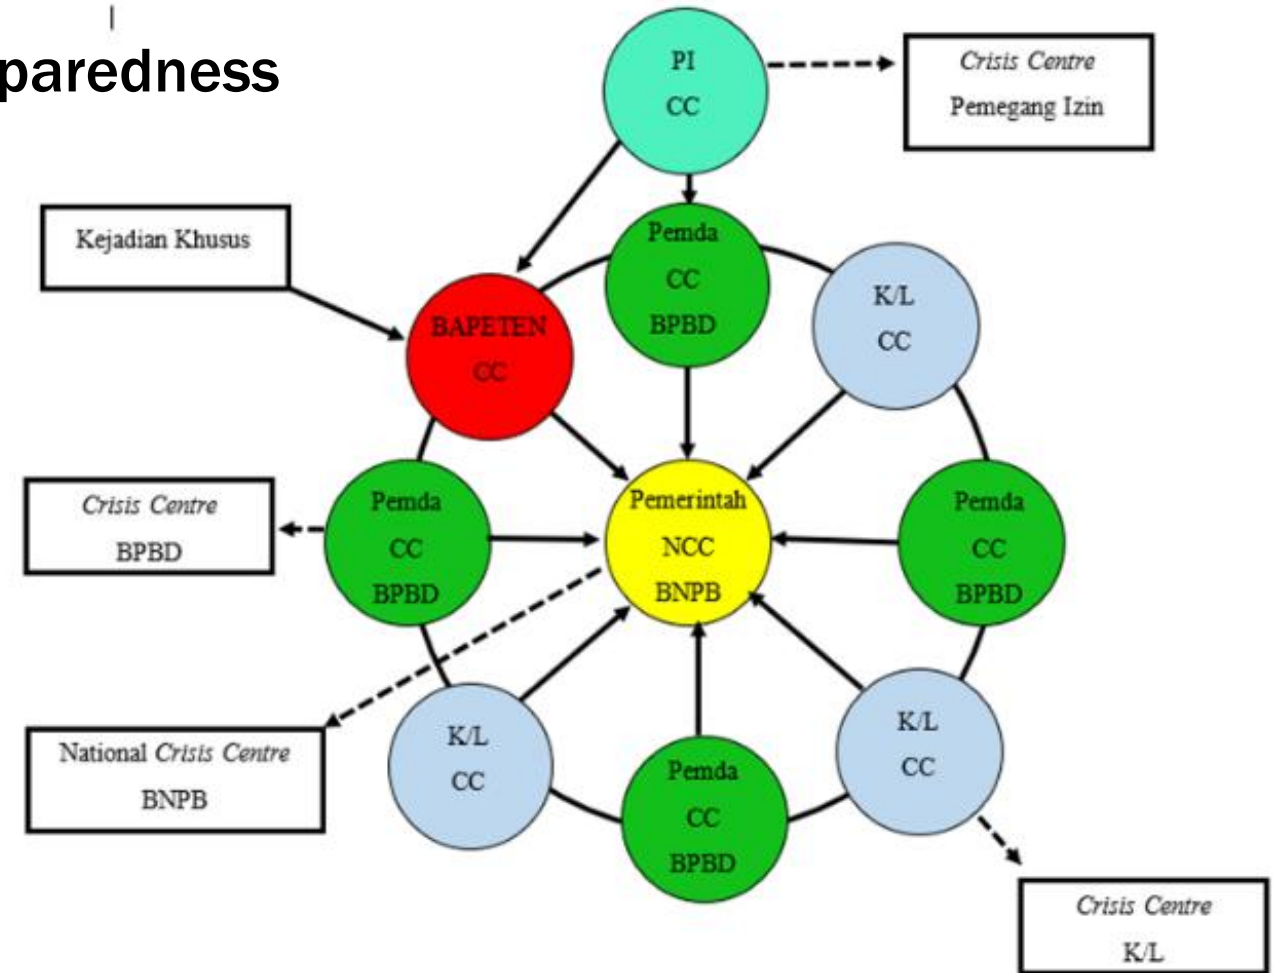 paredness
PI
CC
Crisis Centre
Pemegang Izin
Kejadian Khusus
Pemda
CC
BPBD
K/L
CC
BAPETEN
CC
Crisis Centre
BPBD
Pemda
CC
BPBD
Pemerintah
NCC
BNPB
Pemda
CC
BPBD
National Crisis Centre
BNPB
K/L
CC
Pemda
CC
BPBD
K/L
CC
Crisis Centre
K/L